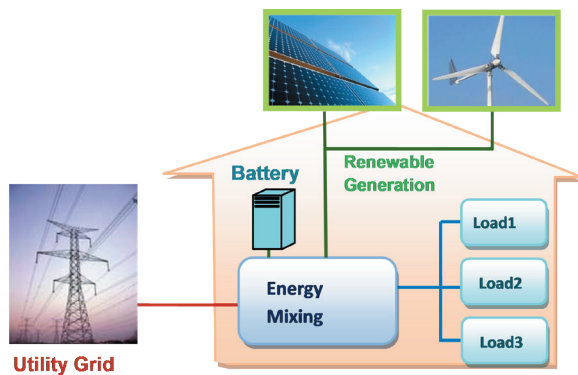 Renewable
Generation
Battery
Load1
Energy
Mixing
Load2
Load3
Utility Grid